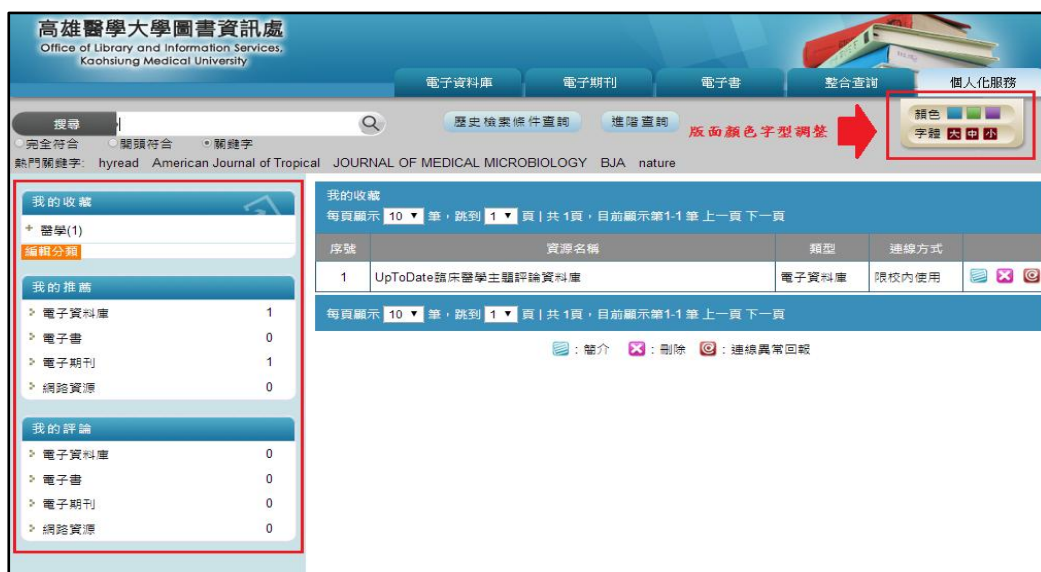 高雄醫學大學圖書資訊處
Office of Library and Information Services,
Kaohsiung Medical University
電子資料庫 電子期刊 電子書 整合查詢 個人化服務
搜尋 歷史檢索條件查詢 進階查詢
版面顏色字型調整
顏色
字體 大 中 小
完全符合 開頭符合 關鍵字
熱門關鍵字: hyread American Journal of Tropical JOURNAL OF MEDICAL MICROBIOLOGY BJA nature
我的收藏
醫學(1)
編輯分類
我的推薦
電子資料庫 1
電子書 0
電子期刊 1
網路資源 0
我的評論
電子資料庫 0
電子書 0
電子期刊 0
網路資源 0
我的收藏
每頁顯示 10 筆，跳到 1 頁 | 共 1頁，目前顯示第1-1 筆 上一頁 下一頁
序號 資源名稱 類型 連線方式
1 UpToDate臨床醫學主題評論資料庫 電子資料庫 限校內使用
每頁顯示 10 筆，跳到 1 頁 | 共 1頁，目前顯示第1-1 筆 上一頁 下一頁
：簡介 ：刪除 ：連線異常回報